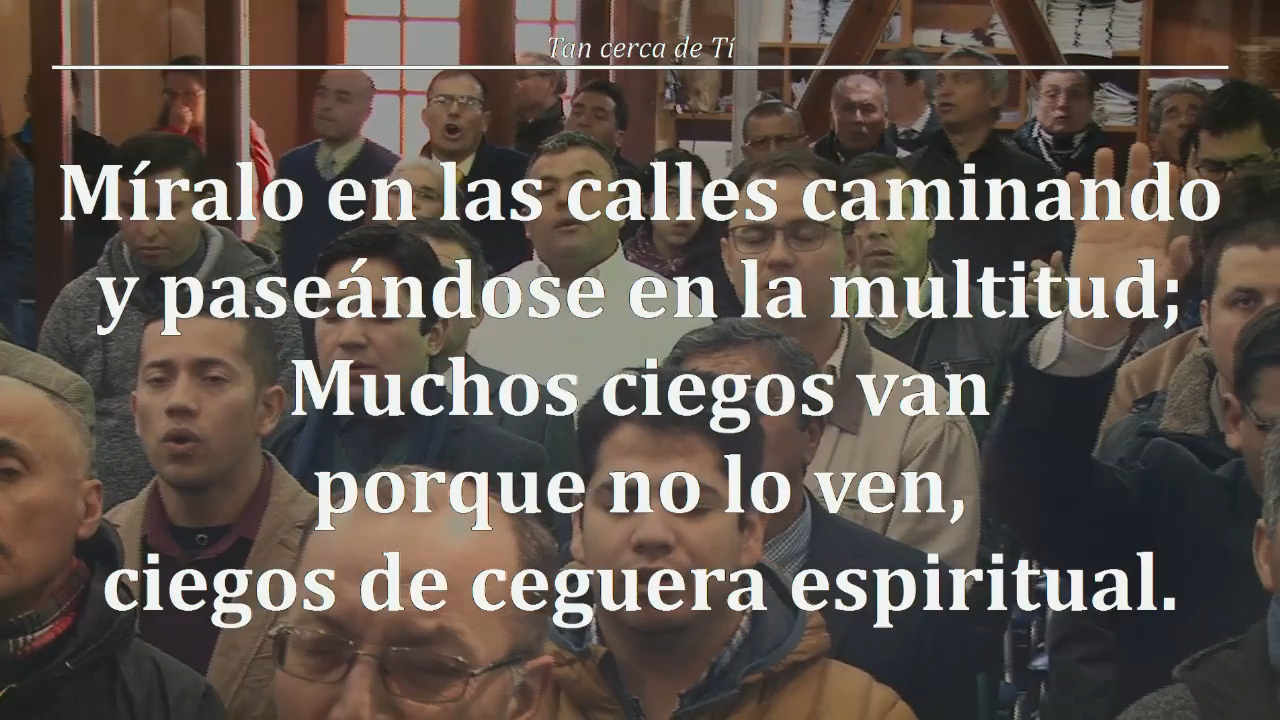 Tan cerca de Tí
Míralo en las calles caminando
y paseándose en la multitud;
Muchos ciegos van
porque no lo ven,
ciegos de ceguera espiritual.